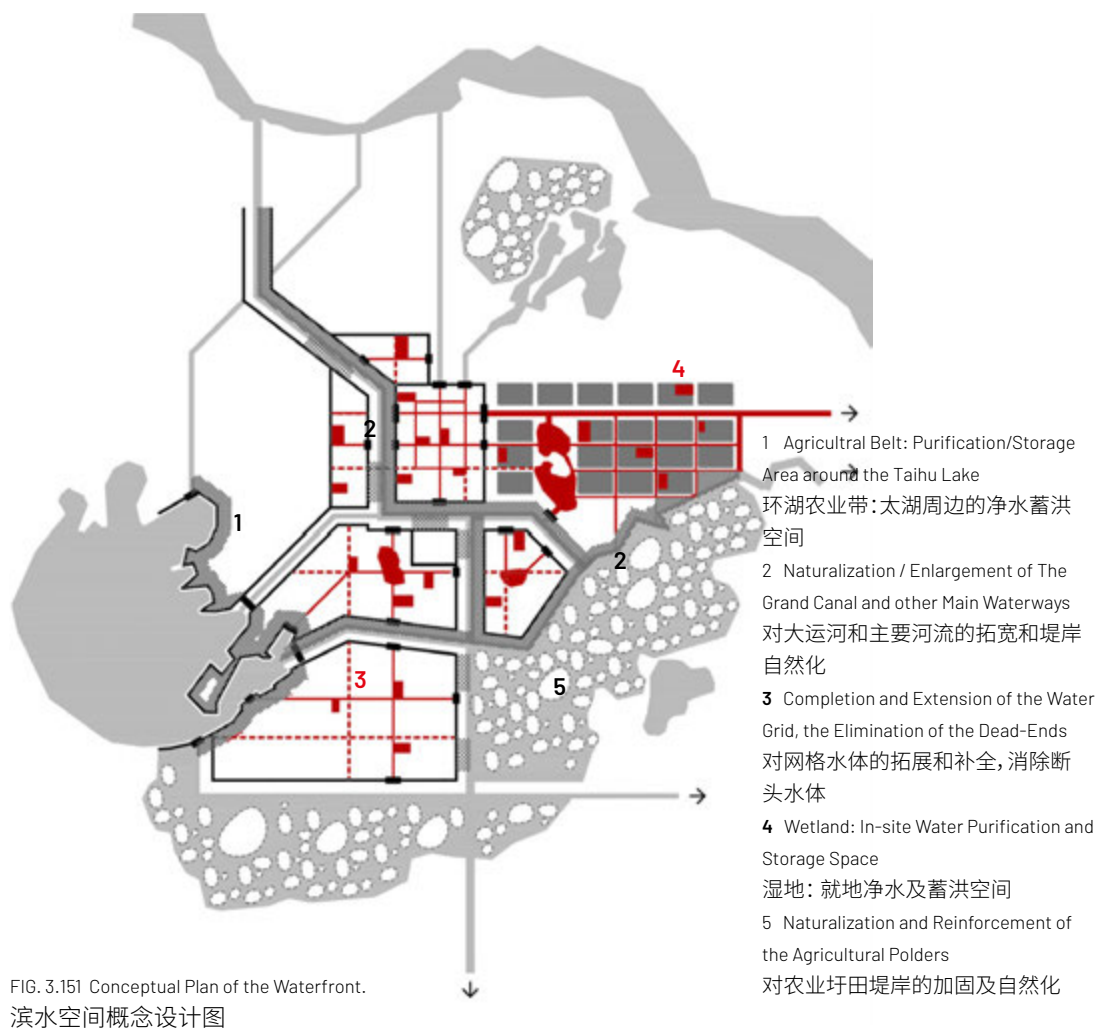 4
2
1
2
3
5
1 Agricultral Belt: Purification/Storage
Area around the Taihu Lake
环湖农业带：太湖周边的净水蓄洪
空间
2 Naturalization / Enlargement of The
Grand Canal and other Main Waterways
对大运河和主要河流的拓宽和堤岸
自然化
3 Completion and Extension of the Water
Grid, the Elimination of the Dead-Ends
对网格水体的拓展和补全，消除断
头水体
4 Wetland: In-site Water Purification and
Storage Space
湿地：就地净水及蓄洪空间
5 Naturalization and Reinforcement of
the Agricultural Polders
对农业圩田堤岸的加固及自然化
FIG. 3.151 Conceptual Plan of the Waterfront.
滨水空间概念设计图